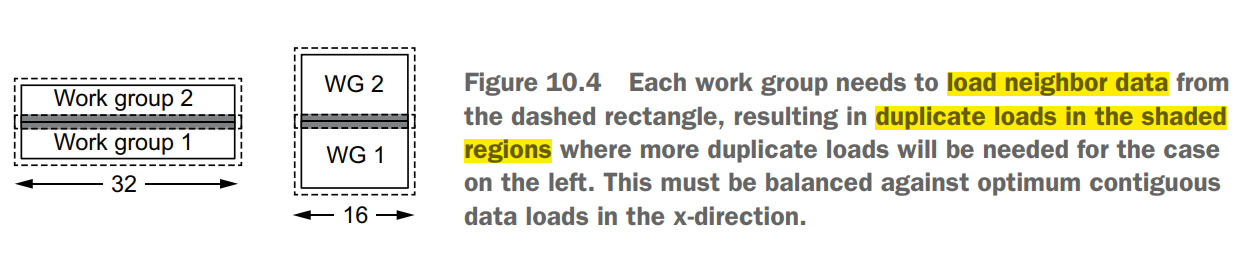 Work group 2
Work group 1
32
WG 2
WG 1
16
Figure 10.4 Each work group needs to load neighbor data from
the dashed rectangle, resulting in duplicate loads in the shaded
regions where more duplicate loads will be needed for the case
on the left. This must be balanced against optimum contiguous
data loads in the x-direction.